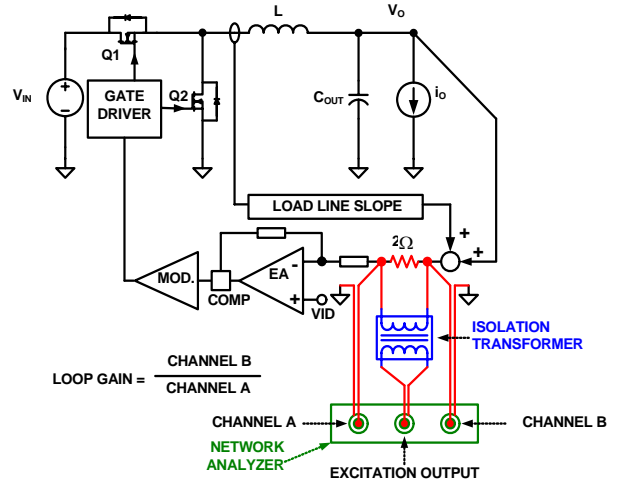 L
VO
Q1
VIN
+
−
GATE
DRIVER
Q2
COUT
iO
LOAD LINE SLOPE
+
+
2Ω
MOD.
COMP
EA
-
+
VID
ISOLATION
TRANSFORMER
LOOP GAIN = CHANNEL B
CHANNEL A
CHANNEL A
CHANNEL B
NETWORK
ANALYZER
EXCITATION OUTPUT